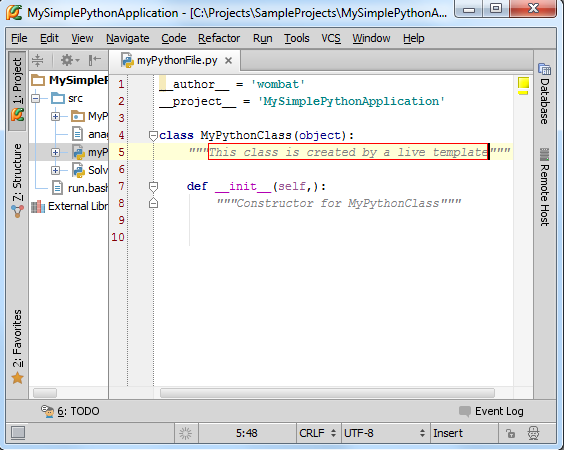 MySimplePythonApplication - [C:\Projects\SampleProjects\MySimplePythonA...
File Edit View Navigate Code Refactor Run Tools VCS Window Help
1: Project
Z: Structure
2: Favorites
MySimpleP
src
MyP
anag
myP
Solv
run.bash
External Libr
myPythonFile.py
1 __author__ = 'wombat'
2 __project__ = 'MySimplePythonApplication'
3
4 class MyPythonClass(object):
5 """This class is created by a live template"""
6
7 def __init__(self,):
8 """Constructor for MyPythonClass"""
9
10
Database
Remote Host
6: TODO
Event Log
5:48 CRLF UTF-8 Insert